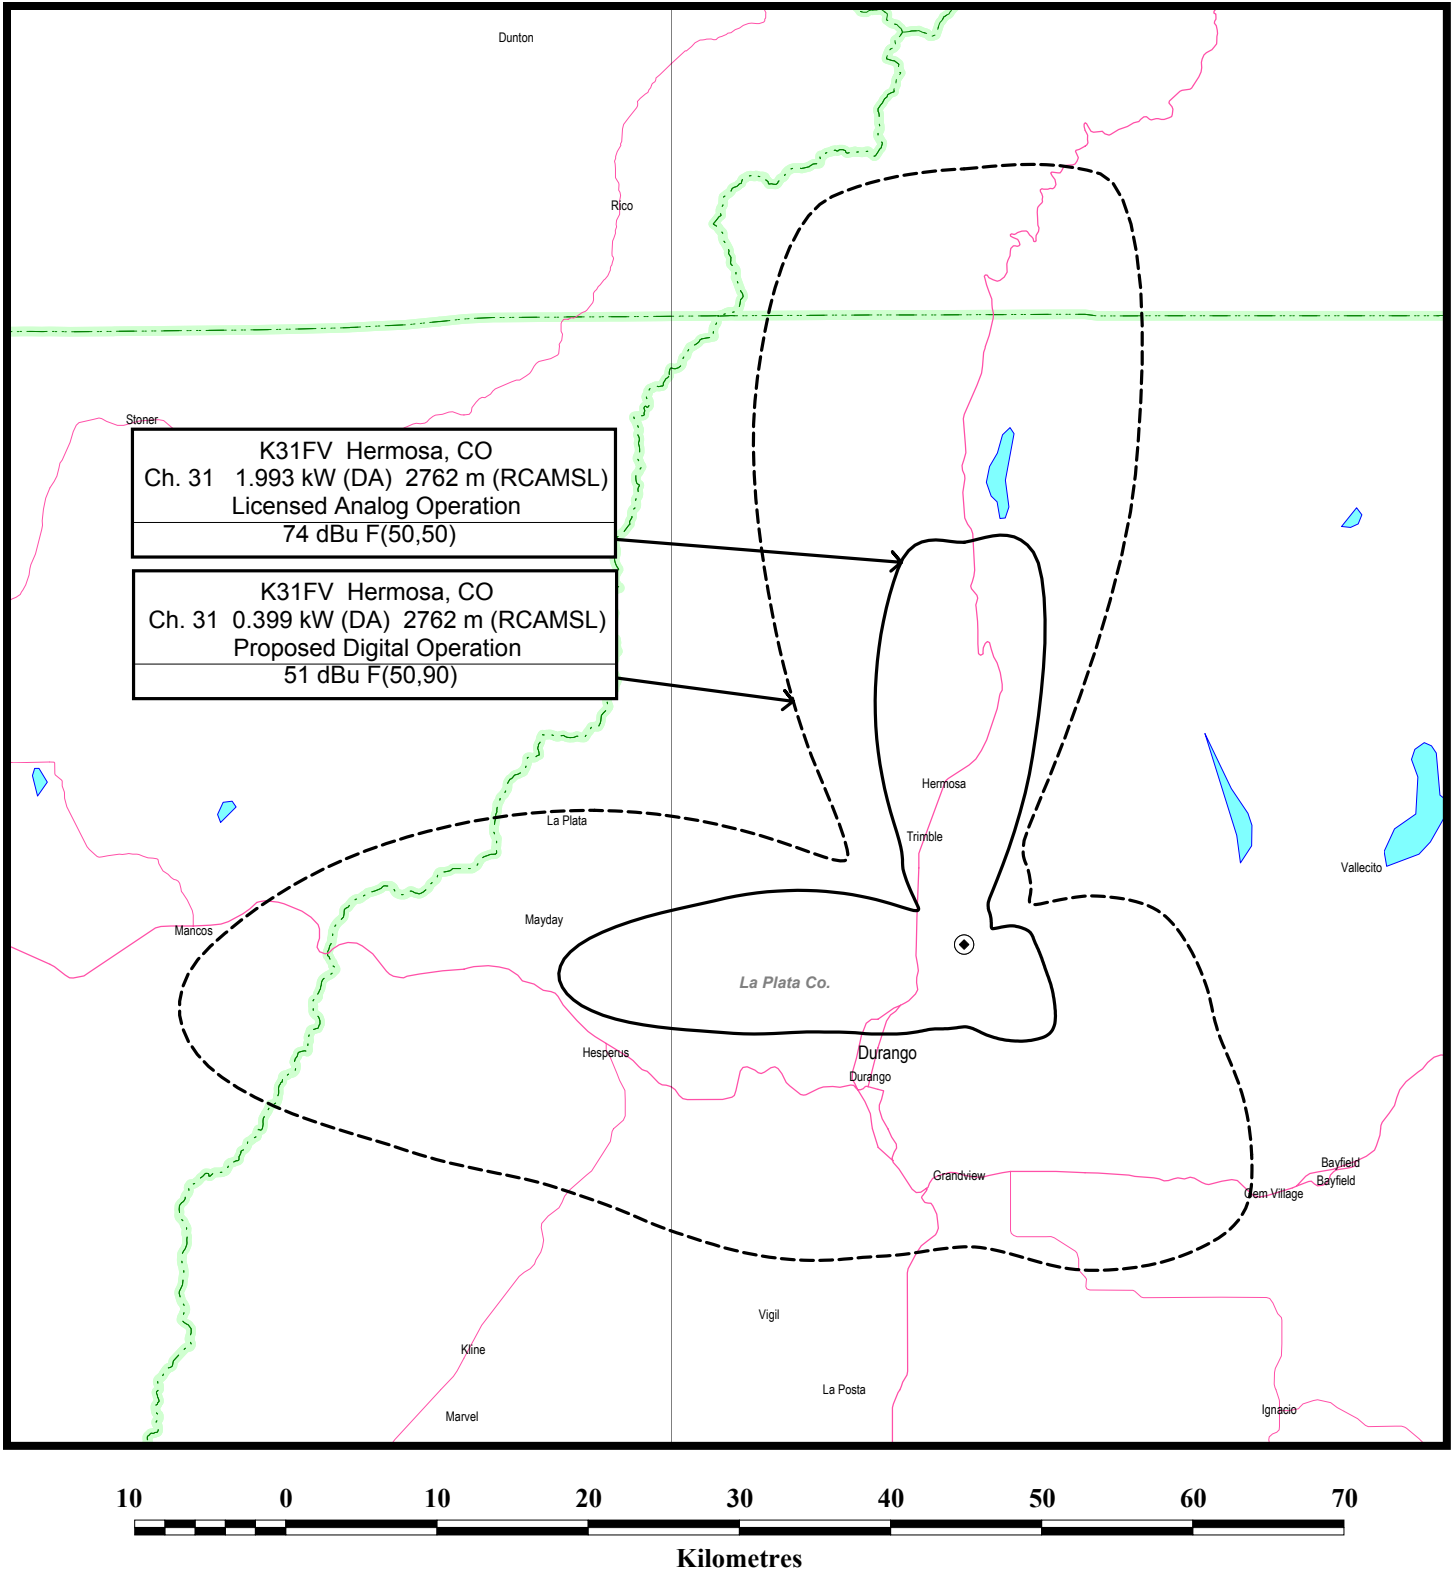 Dunton
Rico
Stoner
K31FV Hermosa, CO
Ch. 31 1.993 kW (DA) 2762 m (RCAMSL)
Licensed Analog Operation
74 dBu F(50,50)
K31FV Hermosa, CO
Ch. 31 0.399 kW (DA) 2762 m (RCAMSL)
Proposed Digital Operation
51 dBu F(50,90)
Hermosa
La Plata
Trimble
Vallecito
Mayday
Mancos
La Plata Co.
Hesperus
Durango
Durango
Grandview
Bayfield
Bayfield
Gem Village
Vigil
Kline
La Posta
Marvel
Ignacio
10 0 10 20 30 40 50 60 70
Kilometres